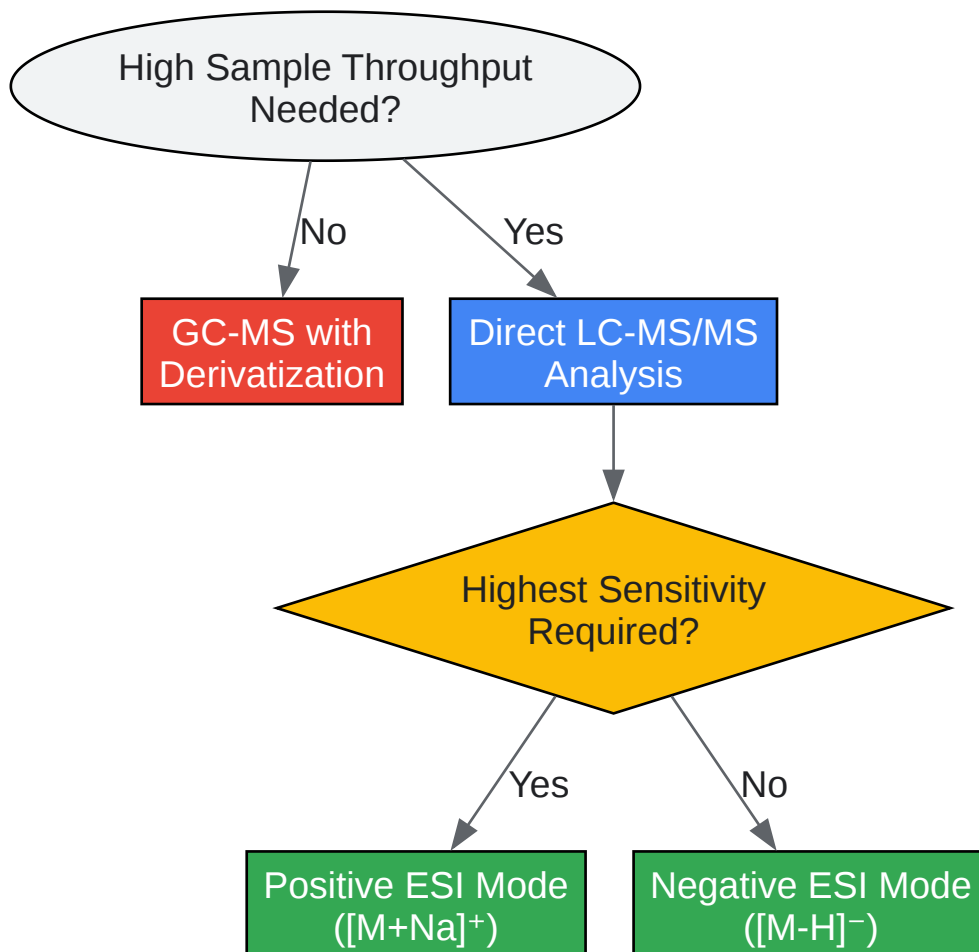 High Sample Throughput
Needed?
No
Yes
GC-MS with
Derivatization
Direct LC-MS/MS
Analysis
Highest Sensitivity
Required?
Yes
No
Positive ESI Mode
([M+Na]⁺)
Negative ESI Mode
([M-H]⁻)